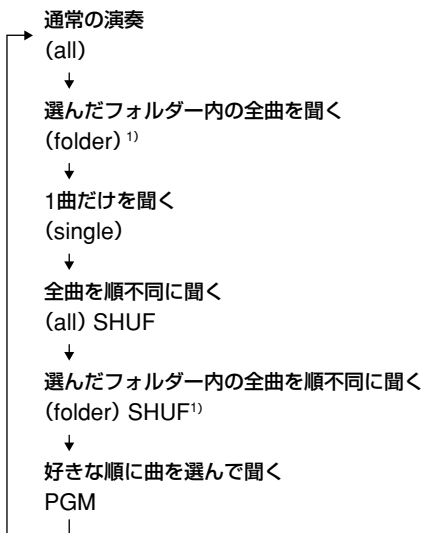 通常の演奏
(all)
選んだフォルダー内の全曲を聞く
(folder) 1)
1曲だけを聞く
(single)
全曲を順不同に聞く
(all) SHUF
選んだフォルダー内の全曲を順不同に聞く
(folder) SHUF1)
好きな順に曲を選んで聞く
PGM